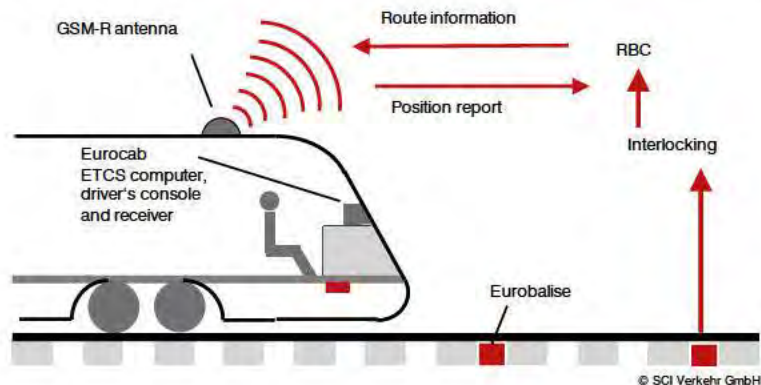 GSM-R antenna
Route information
RBC
Position report
Interlocking
Eurocab
ETCS computer,
driver's console
and receiver
Eurobalise
© SCI Verkehr GmbH